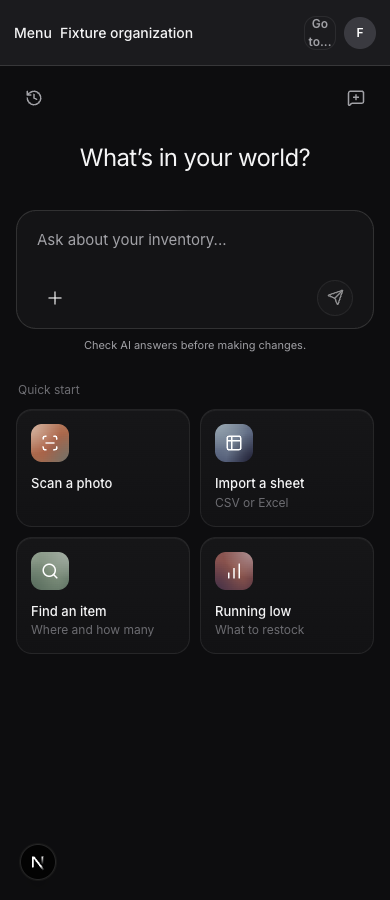 Menu Fixture organization
Go
to...
F
What's in your world?
Ask about your inventory...
Check AI answers before making changes.
Quick start
Scan a photo
Import a sheet
CSV or Excel
Find an item
Where and how many
Running low
What to restock
N